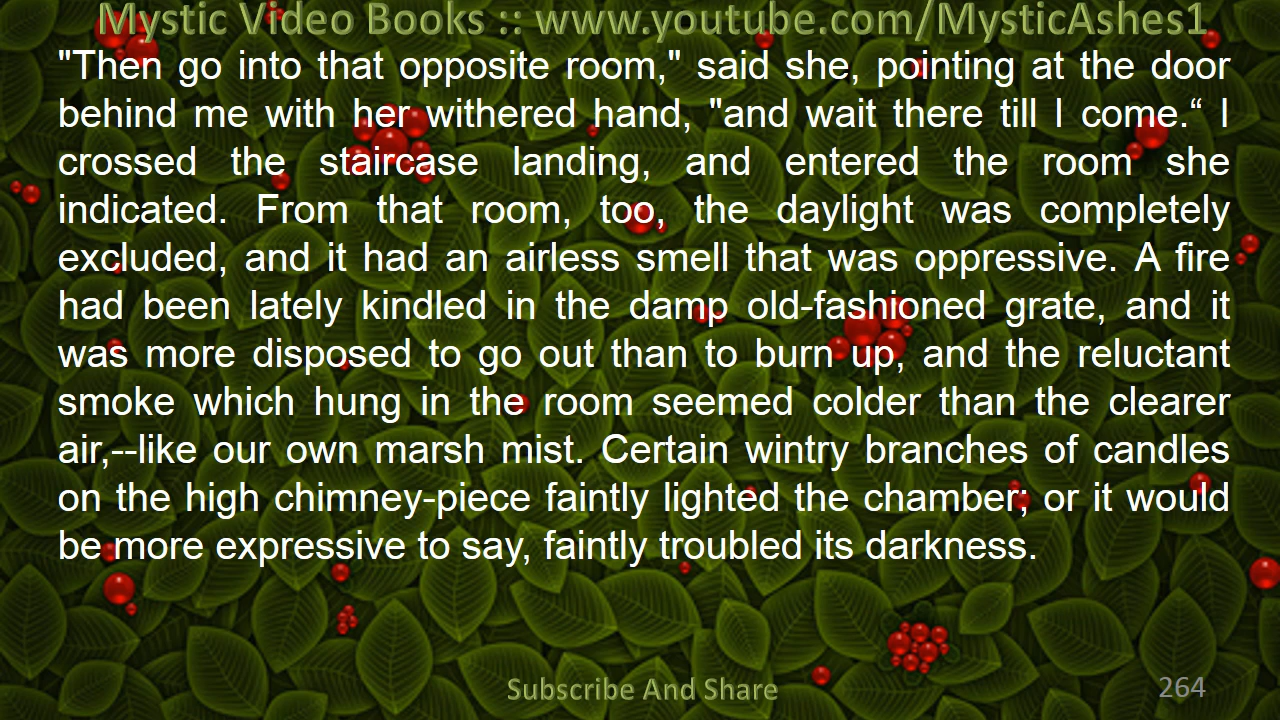 Mystic Video Books :: www.youtube.com/MysticAshes1
"Then go into that opposite room," said she, pointing at the door
behind me with her withered hand, "and wait there till I come.“ I
crossed the staircase landing, and entered the room she
indicated. From that room, too, the daylight was completely
excluded, and it had an airless smell that was oppressive. A fire
had been lately kindled in the damp old-fashioned grate, and it
was more disposed to go out than to burn up, and the reluctant
smoke which hung in the room seemed colder than the clearer
air,--like our own marsh mist. Certain wintry branches of candles
on the high chimney-piece faintly lighted the chamber; or it would
be more expressive to say, faintly troubled its darkness.
Subscribe And Share
264